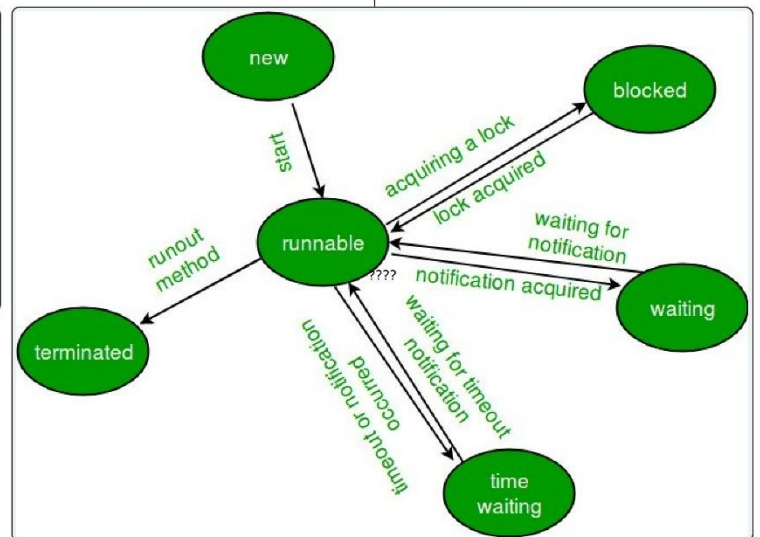 new
blocked
start
acquiring a lock
lock acquired
runnable
waiting for
notification
notification acquired
????
waiting
runout
method
terminated
timeout or notification
occurred
waiting for timeout
notification
time
waiting